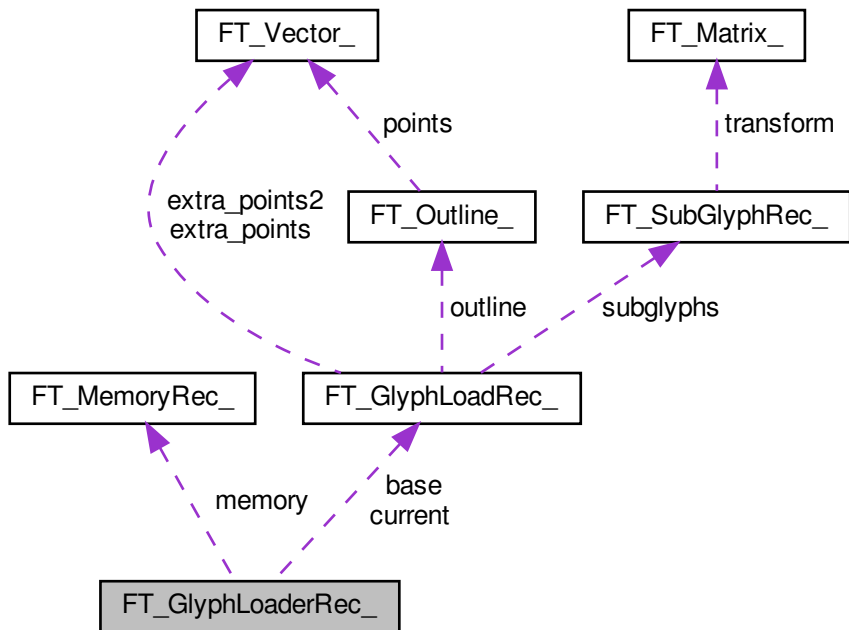 FT_Vector_
FT_Matrix_
points
transform
extra_points2
extra_points
FT_Outline_
FT_SubGlyphRec_
outline
subglyphs
FT_MemoryRec_
FT_GlyphLoadRec_
memory
base
current
FT_GlyphLoaderRec_